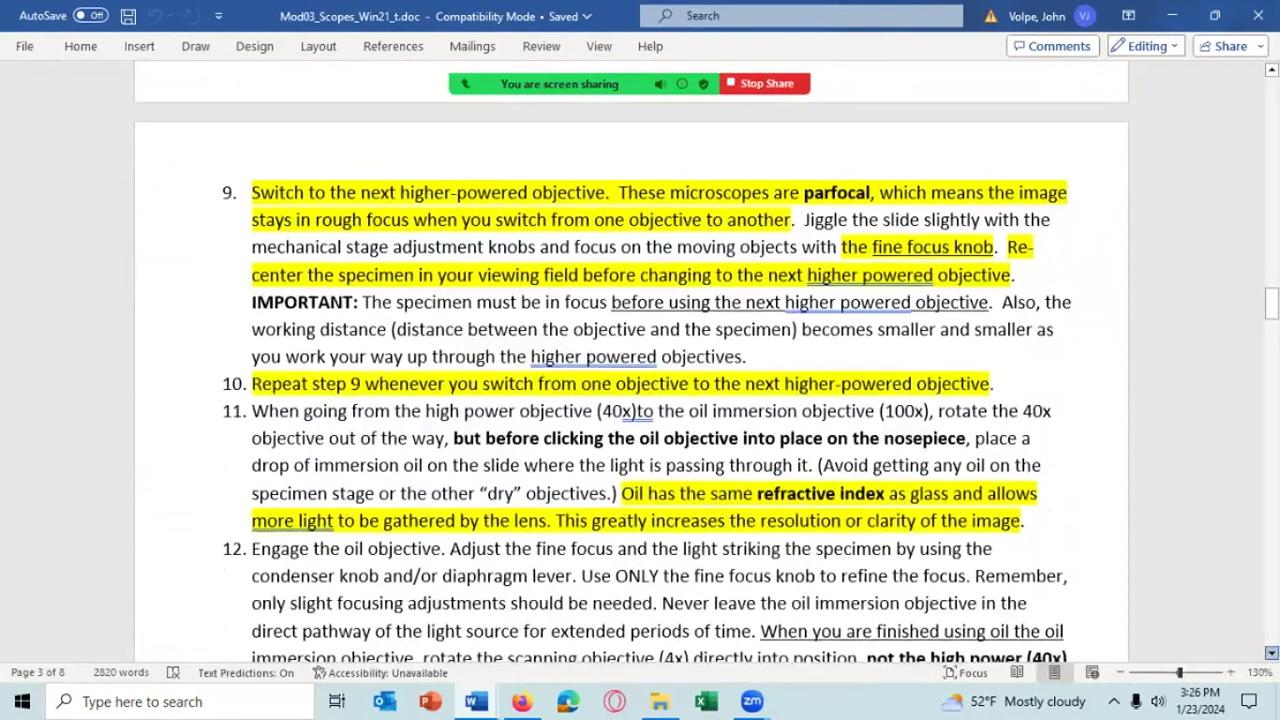 AutoSave Off Mod03_Scopes_Win21_t.doc - Compatibility Mode • Saved Search Volpe, John VJ
File Home Insert Draw Design Layout References Mailings Review View Help Comments Editing Share
You are screen sharing Stop Share
9. Switch to the next higher-powered objective. These microscopes are parfocal, which means the image
stays in rough focus when you switch from one objective to another. Jiggle the slide slightly with the
mechanical stage adjustment knobs and focus on the moving objects with the fine focus knob. Re-
center the specimen in your viewing field before changing to the next higher powered objective.
IMPORTANT: The specimen must be in focus before using the next higher powered objective. Also, the
working distance (distance between the objective and the specimen) becomes smaller and smaller as
you work your way up through the higher powered objectives.
10. Repeat step 9 whenever you switch from one objective to the next higher-powered objective.
11. When going from the high power objective (40x)to the oil immersion objective (100x), rotate the 40x
objective out of the way, but before clicking the oil objective into place on the nosepiece, place a
drop of immersion oil on the slide where the light is passing through it. (Avoid getting any oil on the
specimen stage or the other “dry” objectives.) Oil has the same refractive index as glass and allows
more light to be gathered by the lens. This greatly increases the resolution or clarity of the image.
12. Engage the oil objective. Adjust the fine focus and the light striking the specimen by using the
condenser knob and/or diaphragm lever. Use ONLY the fine focus knob to refine the focus. Remember,
only slight focusing adjustments should be needed. Never leave the oil immersion objective in the
direct pathway of the light source for extended periods of time. When you are finished using oil the oil
immersion objective, rotate the scanning objective (4x) directly into position, not the high power (40x)
Page 3 of 8 2820 words Text Predictions: On Accessibility: Unavailable Focus 130%
Type here to search 52°F Mostly cloudy 3:26 PM
1/23/2024